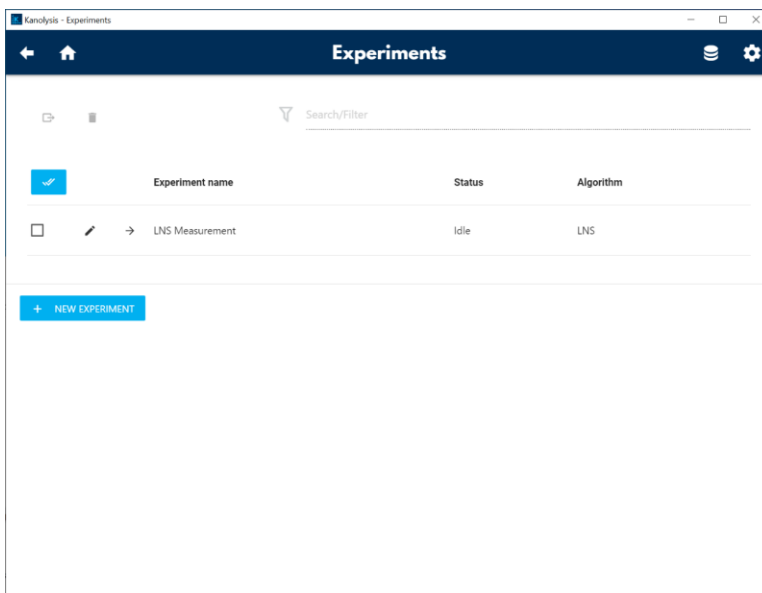 Kanolysis - Experiments
Experiments
Search/Filter
Experiment name Status Algorithm
LNS Measurement Idle LNS
+ NEW EXPERIMENT